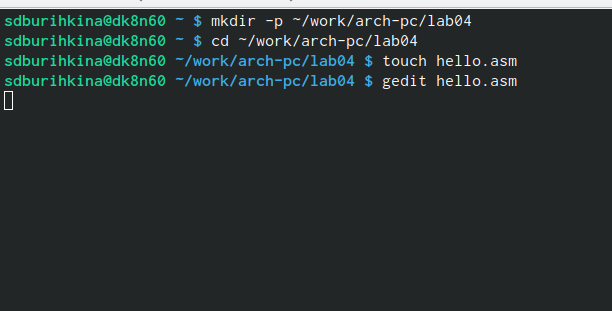 sdburihkina@dk8n60 ~ $ mkdir -p ~/work/arch-pc/lab04
sdburihkina@dk8n60 ~ $ cd ~/work/arch-pc/lab04
sdburihkina@dk8n60 ~/work/arch-pc/lab04 $ touch hello.asm
sdburihkina@dk8n60 ~/work/arch-pc/lab04 $ gedit hello.asm